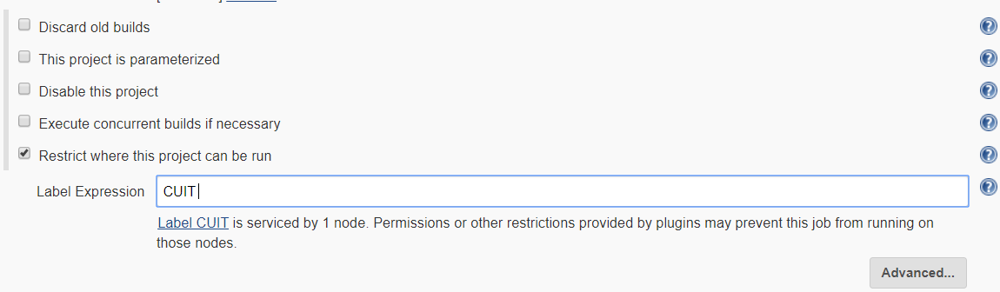 Discard old builds
This project is parameterized
Disable this project
Execute concurrent builds if necessary
Restrict where this project can be run
Label Expression CUIT
Label CUIT is serviced by 1 node. Permissions or other restrictions provided by plugins may prevent this job from running on
those nodes.
Advanced...